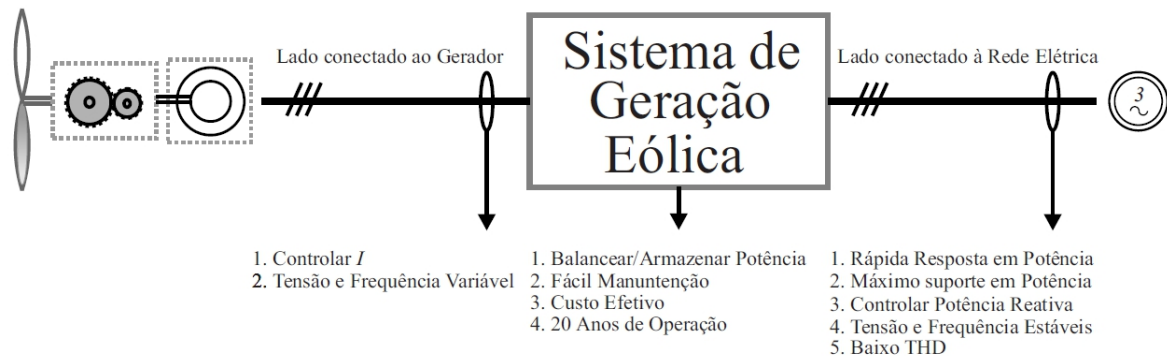 Lado conectado ao Gerador
Sistema de
Geração
Eólica
Lado conectado à Rede Elétrica
3
~
1. Controlar I
2. Tensão e Frequência Variável
1. Balancear/Armazenar Potência
2. Fácil Manuntenção
3. Custo Efetivo
4. 20 Anos de Operação
1. Rápida Resposta em Potência
2. Máximo suporte em Potência
3. Controlar Potência Reativa
4. Tensão e Frequência Estáveis
5. Baixo THD